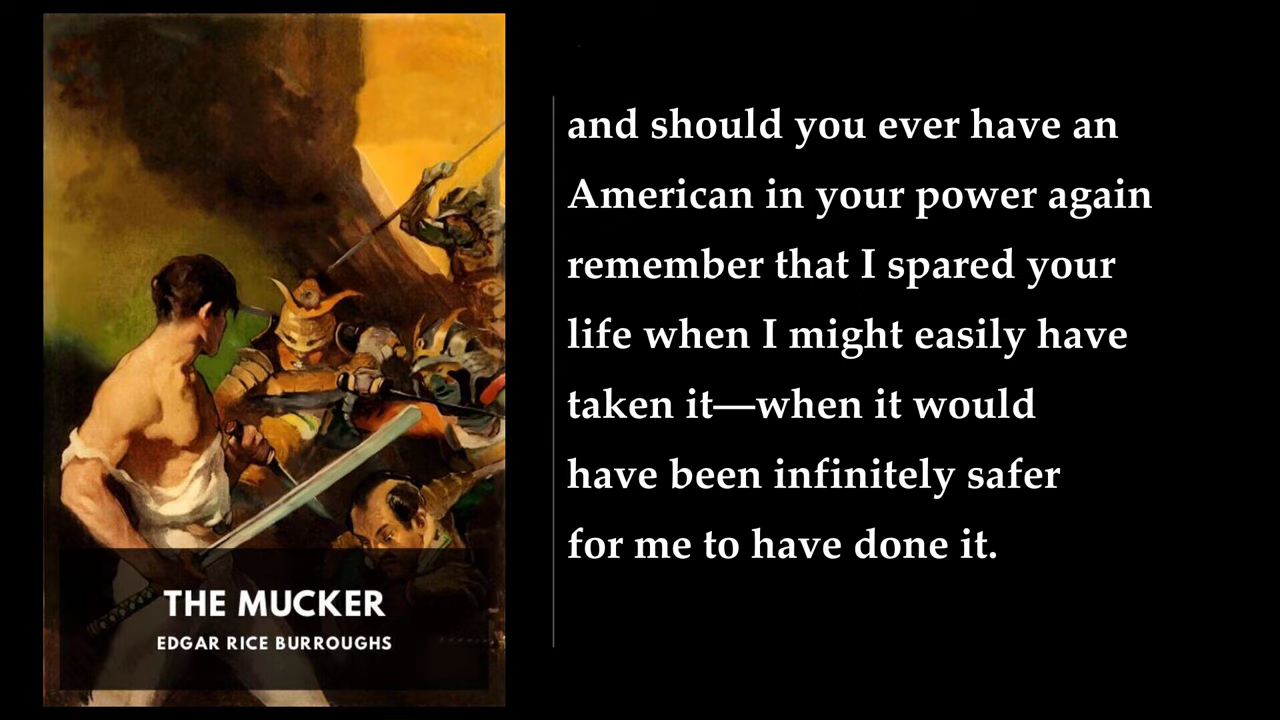 THE MUCKER
EDGAR RICE BURROUGHS
and should you ever have an
American in your power again
remember that I spared your
life when I might easily have
taken it—when it would
have been infinitely safer
for me to have done it.